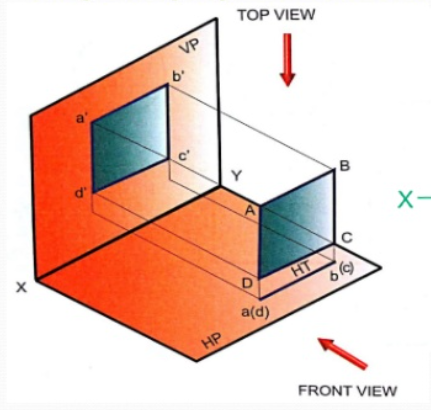 TOP VIEW
VP
b'
a'
c'
Y
B
d'
A
X–
C
D
HT
b(c)
X
a(d)
HP
FRONT VIEW